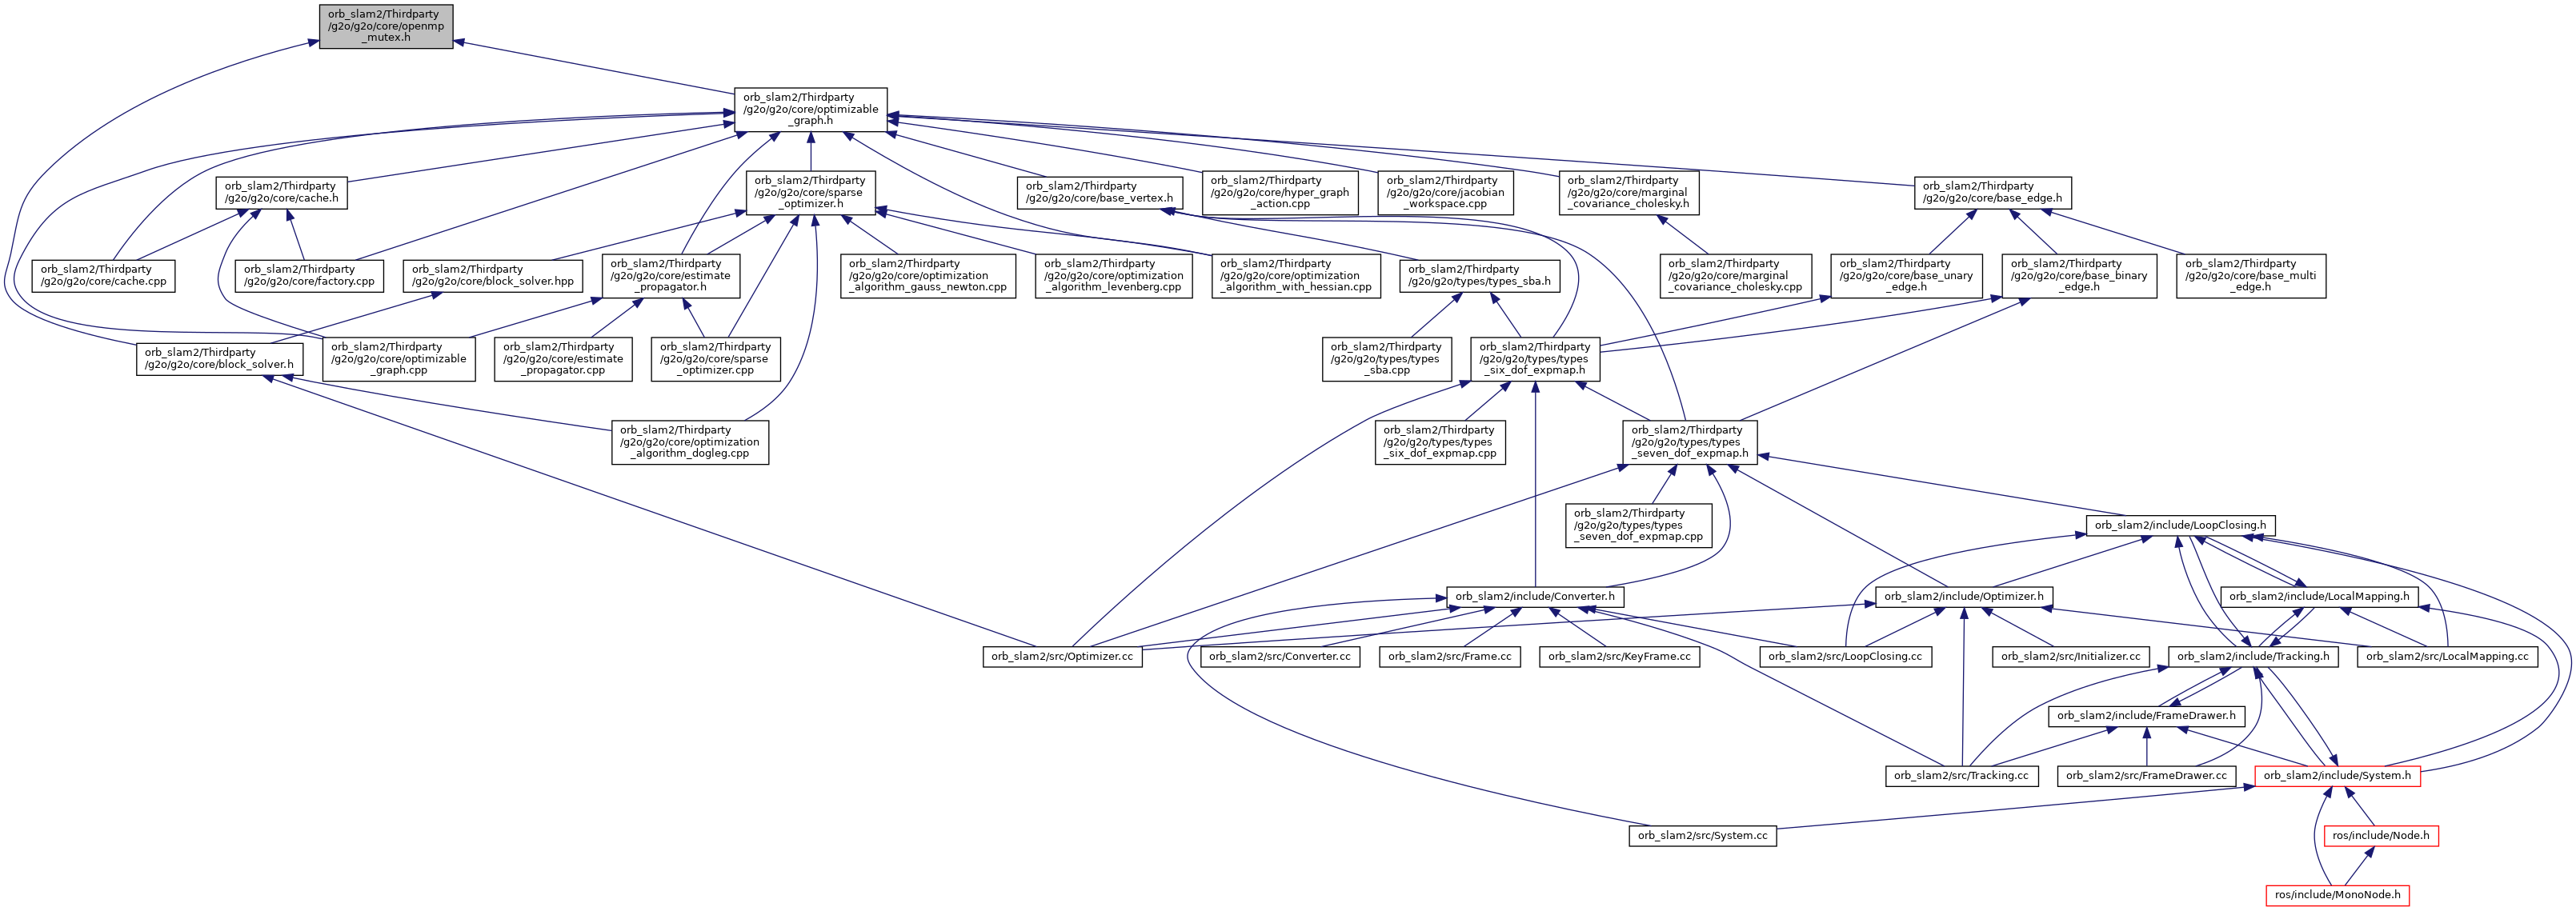 orb_slam2/Thirdparty
/g2o/g2o/core/openmp
_mutex.h
orb_slam2/Thirdparty
/g2o/g2o/core/optimizable
_graph.h
orb_slam2/Thirdparty
/g2o/g2o/core/cache.h
orb_slam2/Thirdparty
/g2o/g2o/core/sparse
_optimizer.h
orb_slam2/Thirdparty
/g2o/g2o/core/base_vertex.h
orb_slam2/Thirdparty
/g2o/g2o/core/hyper_graph
_action.cpp
orb_slam2/Thirdparty
/g2o/g2o/core/jacobian
_workspace.cpp
orb_slam2/Thirdparty
/g2o/g2o/core/marginal
_covariance_cholesky.h
orb_slam2/Thirdparty
/g2o/g2o/core/base_edge.h
orb_slam2/Thirdparty
/g2o/g2o/core/cache.cpp
orb_slam2/Thirdparty
/g2o/g2o/core/factory.cpp
orb_slam2/Thirdparty
/g2o/g2o/core/block_solver.hpp
orb_slam2/Thirdparty
/g2o/g2o/core/estimate
_propagator.h
orb_slam2/Thirdparty
/g2o/g2o/core/optimization
_algorithm_gauss_newton.cpp
orb_slam2/Thirdparty
/g2o/g2o/core/optimization
_algorithm_levenberg.cpp
orb_slam2/Thirdparty
/g2o/g2o/core/optimization
_algorithm_with_hessian.cpp
orb_slam2/Thirdparty
/g2o/g2o/types/types_sba.h
orb_slam2/Thirdparty
/g2o/g2o/core/marginal
_covariance_cholesky.cpp
orb_slam2/Thirdparty
/g2o/g2o/core/base_unary
_edge.h
orb_slam2/Thirdparty
/g2o/g2o/core/base_binary
_edge.h
orb_slam2/Thirdparty
/g2o/g2o/core/base_multi
_edge.h
orb_slam2/Thirdparty
/g2o/g2o/core/block_solver.h
orb_slam2/Thirdparty
/g2o/g2o/core/optimizable
_graph.cpp
orb_slam2/Thirdparty
/g2o/g2o/core/estimate
_propagator.cpp
orb_slam2/Thirdparty
/g2o/g2o/core/sparse
_optimizer.cpp
orb_slam2/Thirdparty
/g2o/g2o/types/types
_sba.cpp
orb_slam2/Thirdparty
/g2o/g2o/types/types
_six_dof_expmap.h
orb_slam2/Thirdparty
/g2o/g2o/core/optimization
_algorithm_dogleg.cpp
orb_slam2/Thirdparty
/g2o/g2o/types/types
_six_dof_expmap.cpp
orb_slam2/Thirdparty
/g2o/g2o/types/types
_seven_dof_expmap.h
orb_slam2/Thirdparty
/g2o/g2o/types/types
_seven_dof_expmap.cpp
orb_slam2/include/LoopClosing.h
orb_slam2/include/Converter.h
orb_slam2/include/Optimizer.h
orb_slam2/include/LocalMapping.h
orb_slam2/src/Optimizer.cc
orb_slam2/src/Converter.cc
orb_slam2/src/Frame.cc
orb_slam2/src/KeyFrame.cc
orb_slam2/src/LoopClosing.cc
orb_slam2/src/Initializer.cc
orb_slam2/include/Tracking.h
orb_slam2/src/LocalMapping.cc
orb_slam2/include/FrameDrawer.h
orb_slam2/src/Tracking.cc
orb_slam2/src/FrameDrawer.cc
orb_slam2/include/System.h
orb_slam2/src/System.cc
ros/include/Node.h
ros/include/MonoNode.h